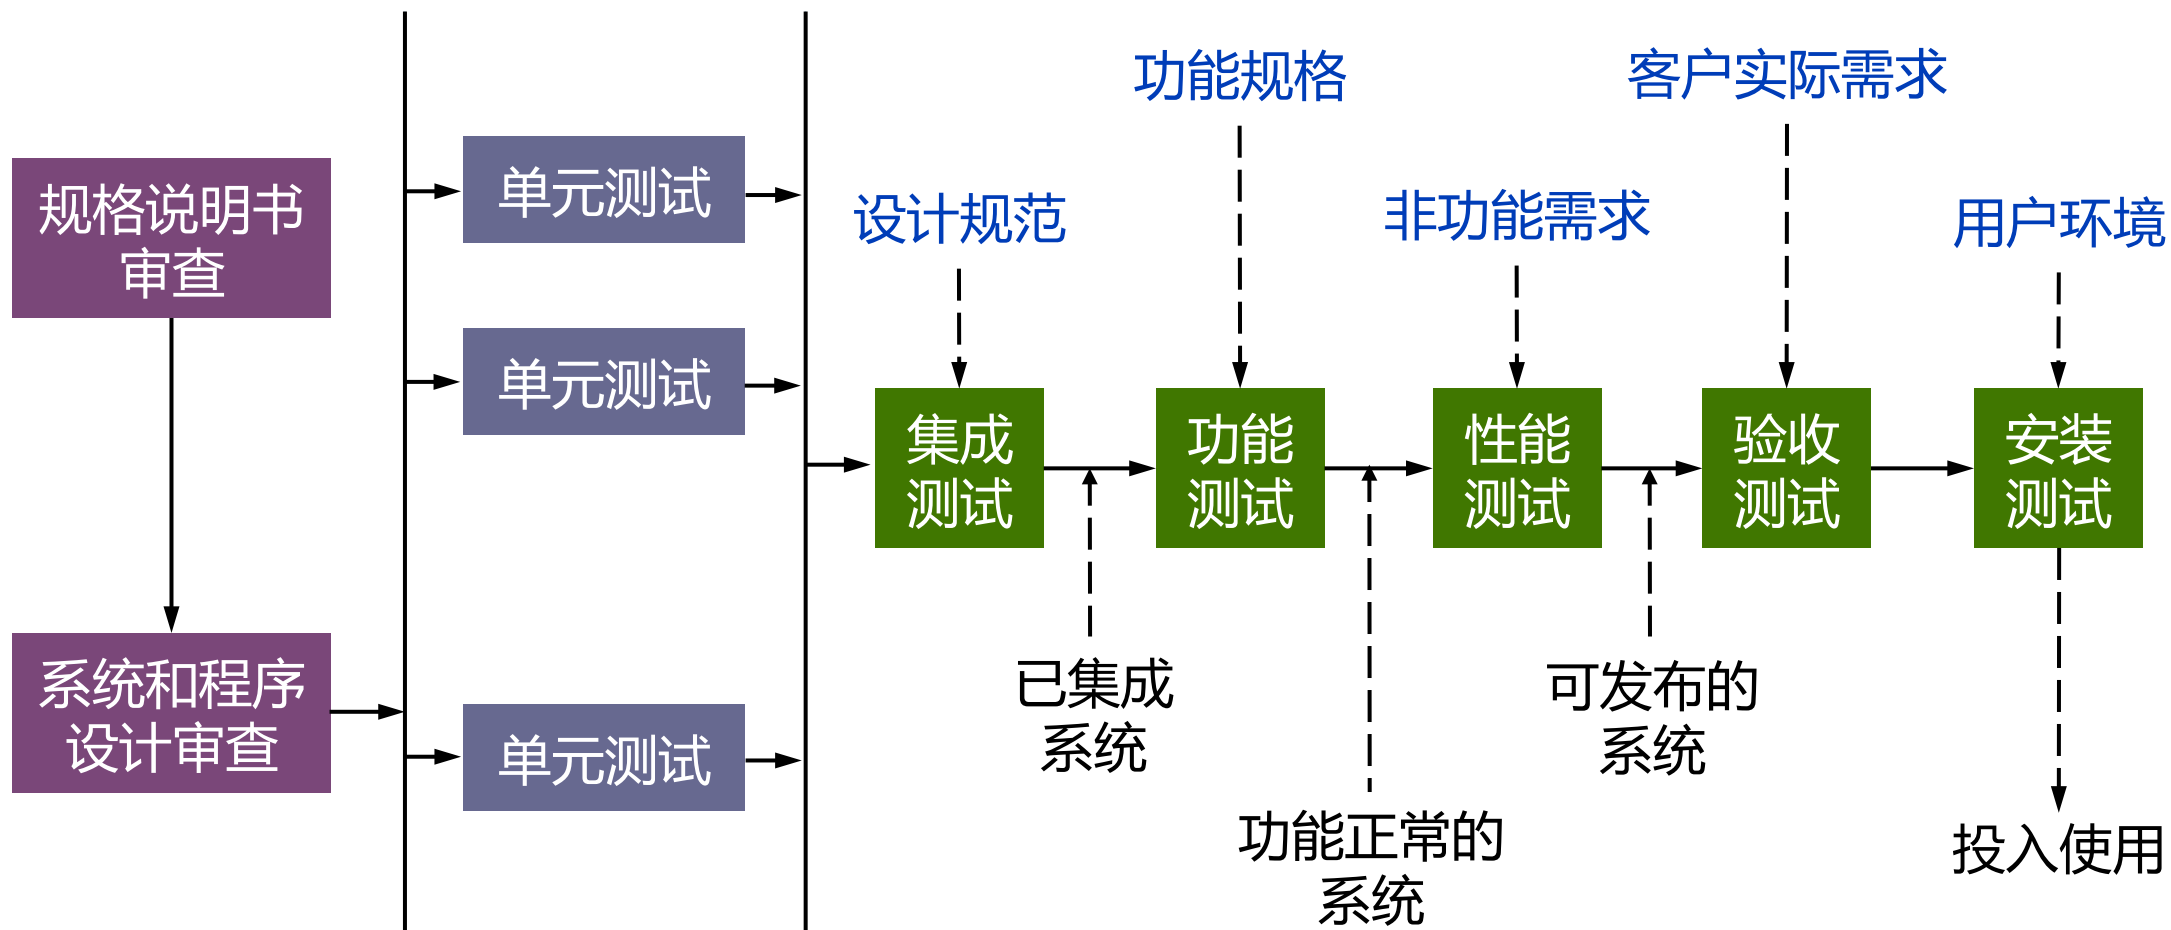 规格说明书
审查
系统和程序
设计审查
单元测试
单元测试
单元测试
设计规范
功能规格
非功能需求
客户实际需求
用户环境
集成
测试
功能
测试
性能
测试
验收
测试
安装
测试
已集成
系统
功能正常的
系统
可发布的
系统
投入使用